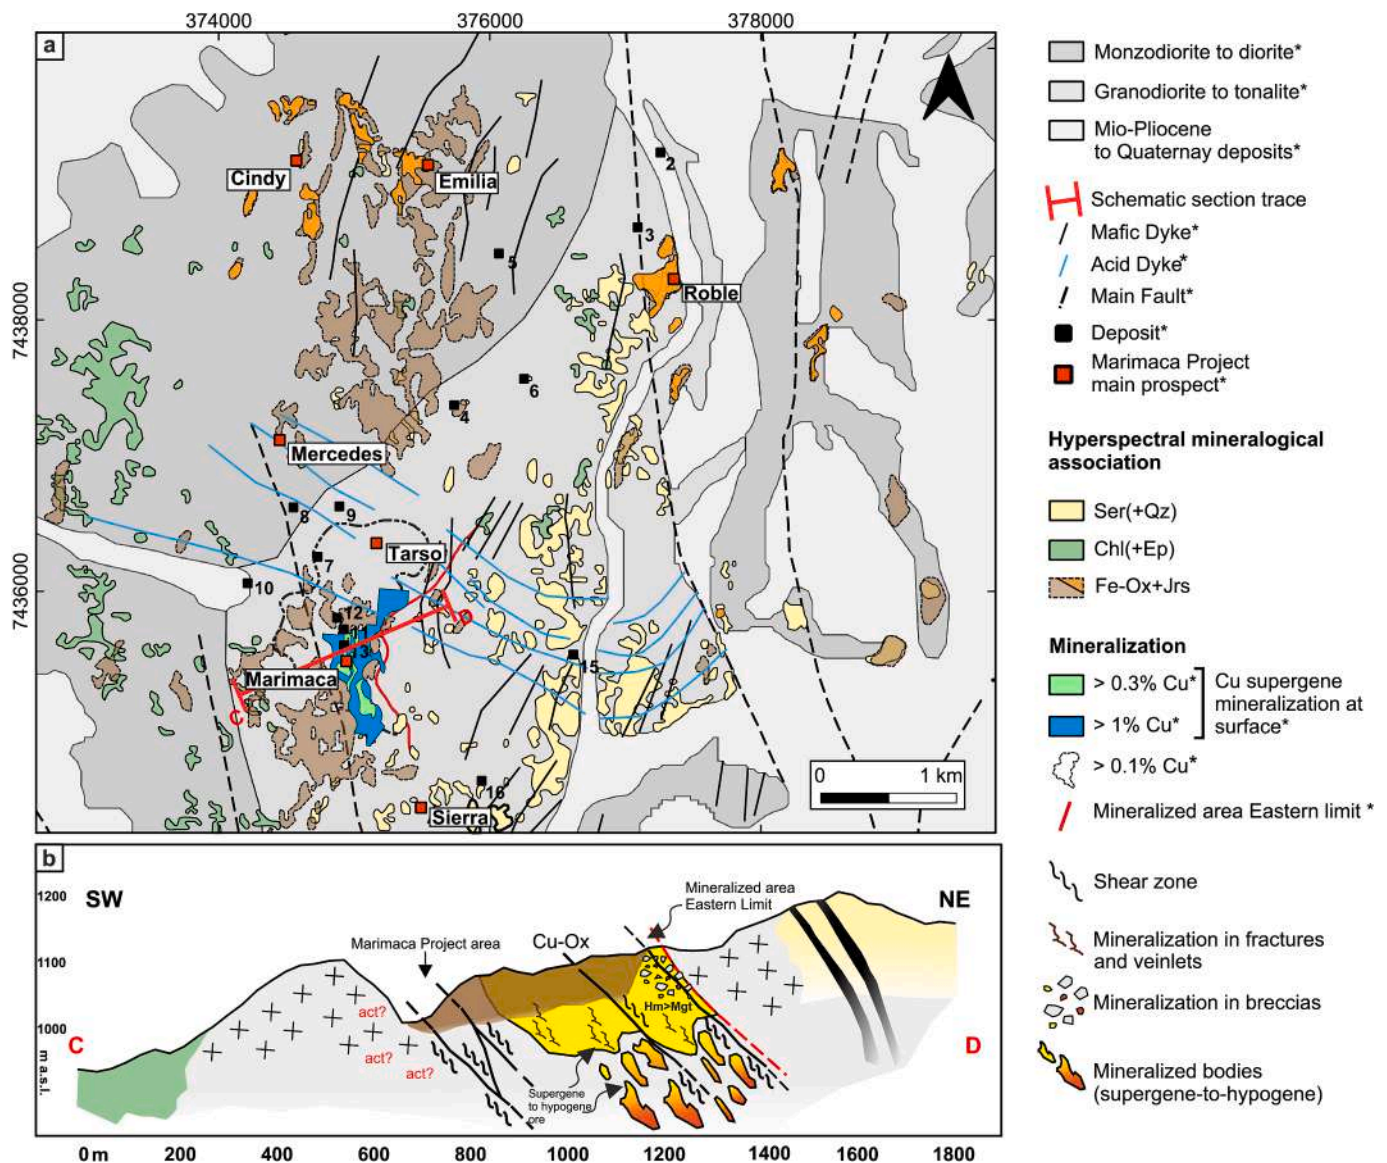 374000
376000
378000
a
7438000
7436000
Cindy
Emilia
Roble
Mercedes
Tarso
Marimaca
Sierra
2
3
5
6
4
8
9
7
10
12
13
15
16
C
D
0
1 km
Monzodiorite to diorite*
Granodiorite to tonalite*
Mio-Pliocene
to Quaternay deposits*
Schematic section trace
Mafic Dyke*
Acid Dyke*
Main Fault*
Deposit*
Marimaca Project
main prospect*
Hyperspectral mineralogical
association
Ser(+Qz)
Chl(+Ep)
Fe-Ox+Jrs
Mineralization
> 0.3% Cu*
> 1% Cu*
Cu supergene
mineralization at
surface*
> 0.1% Cu*
Mineralized area Eastern limit *
Shear zone
Mineralization in fractures
and veinlets
Mineralization in breccias
Mineralized bodies
(supergene-to-hypogene)
b
SW
NE
1200
1100
1000
m a.s.l.
Marimaca Project area
Cu-Ox
Mineralized area
Eastern Limit
Hm>Mgt
act?
act?
act?
Supergene
to hypogene
ore
C
D
0 m
200
400
600
800
1000
1200
1400
1600
1800